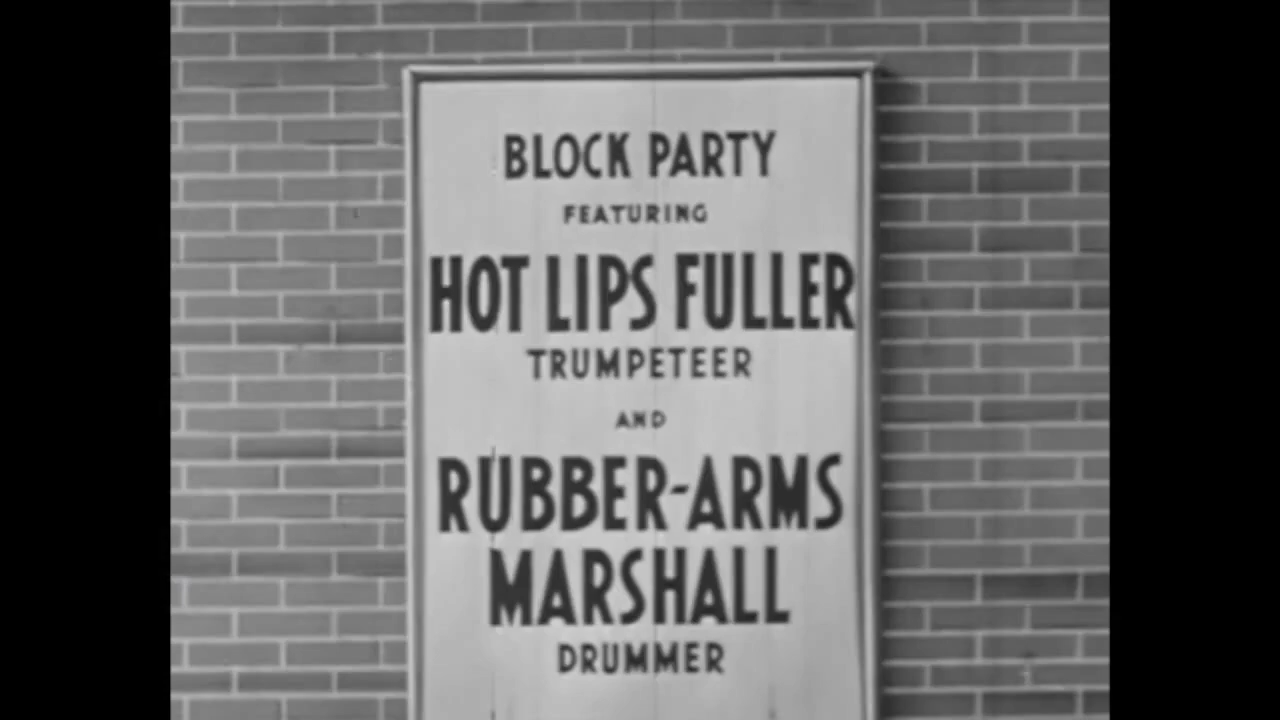 BLOCK PARTY
FEATURING
HOT LIPS FULLER
TRUMPETEER
AND
RUBBER-ARMS
MARSHALL
DRUMMER